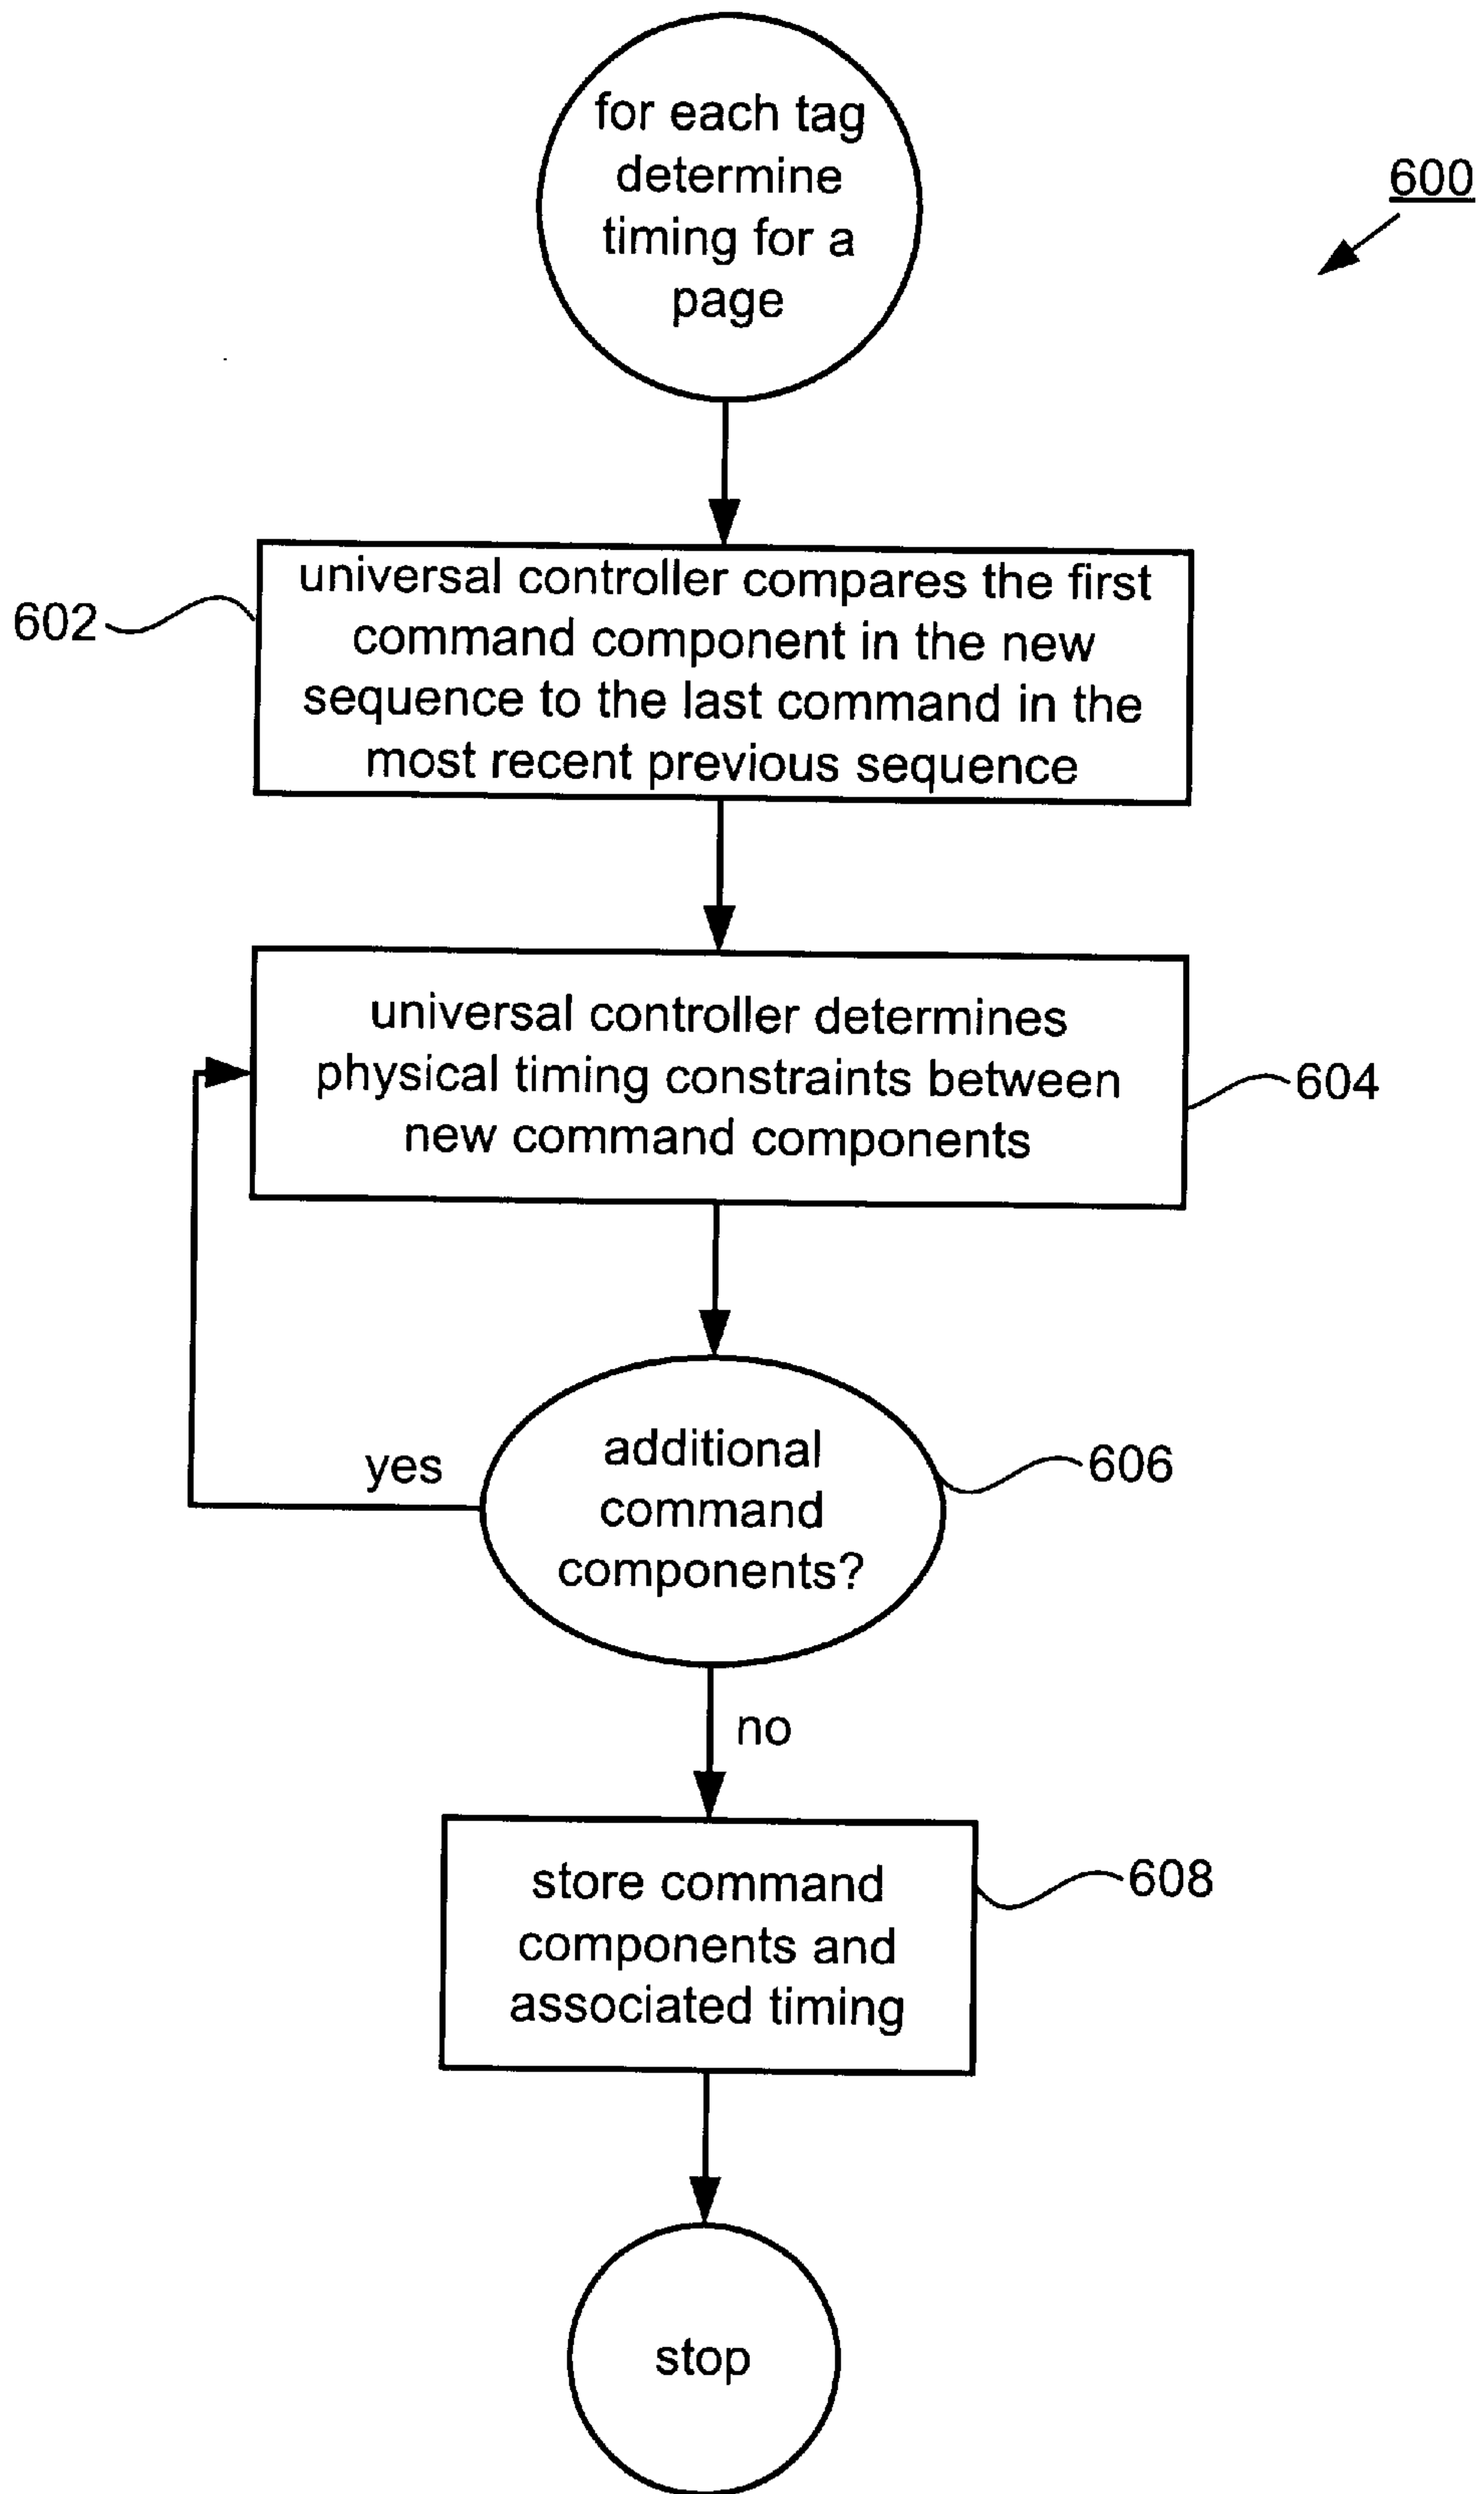 for each tag
determine
timing for a
page
600
universal controller compares the first
command component in the new
sequence to the last command in the
most recent previous sequence
602
universal controller determines
physical timing constraints between
new command components
604
additional
command
components?
606
yes
no
store command
components and
associated timing
608
stop